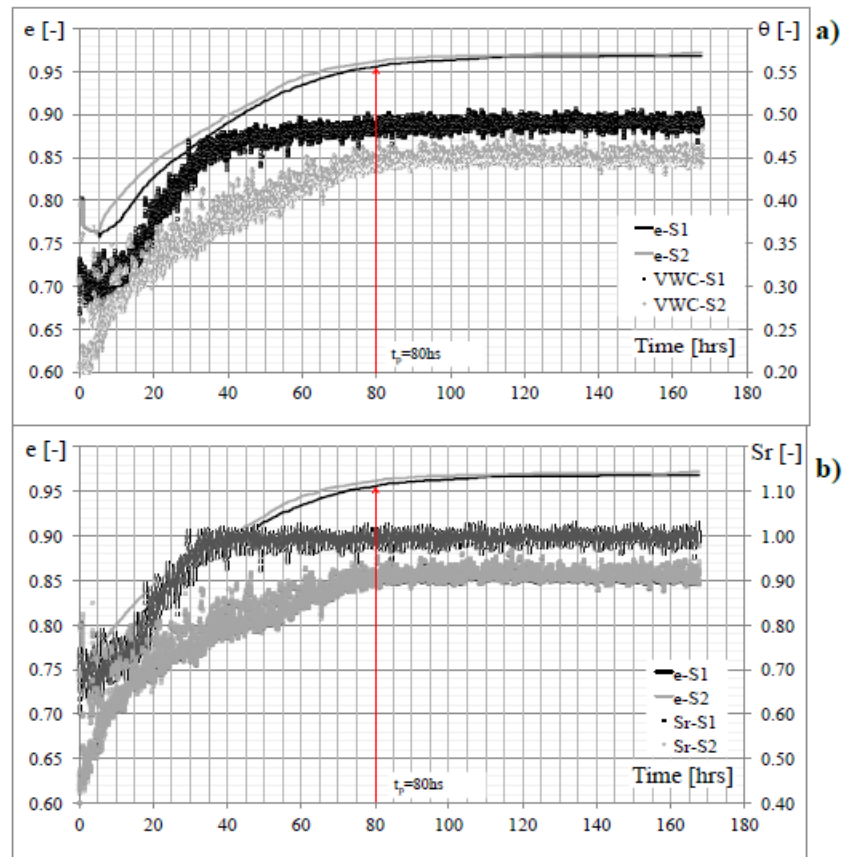 e [-] θ [-] a)
0.95 0.55
0.90 0.50
0.85 0.45
0.80 0.40
0.75 0.35
0.70 0.30
0.65 0.25
0.60 0.20
e-S1
e-S2
VWC-S1
VWC-S2
Time [hrs]
tp=80hs
0 20 40 60 80 100 120 140 160 180
e [-] Sr [-] b)
0.95 1.10
0.90 1.00
0.85 0.90
0.80 0.80
0.75 0.70
0.70 0.60
0.65 0.50
0.60 0.40
e-S1
e-S2
Sr-S1
Sr-S2
Time [hrs]
tp=80hs
0 20 40 60 80 100 120 140 160 180